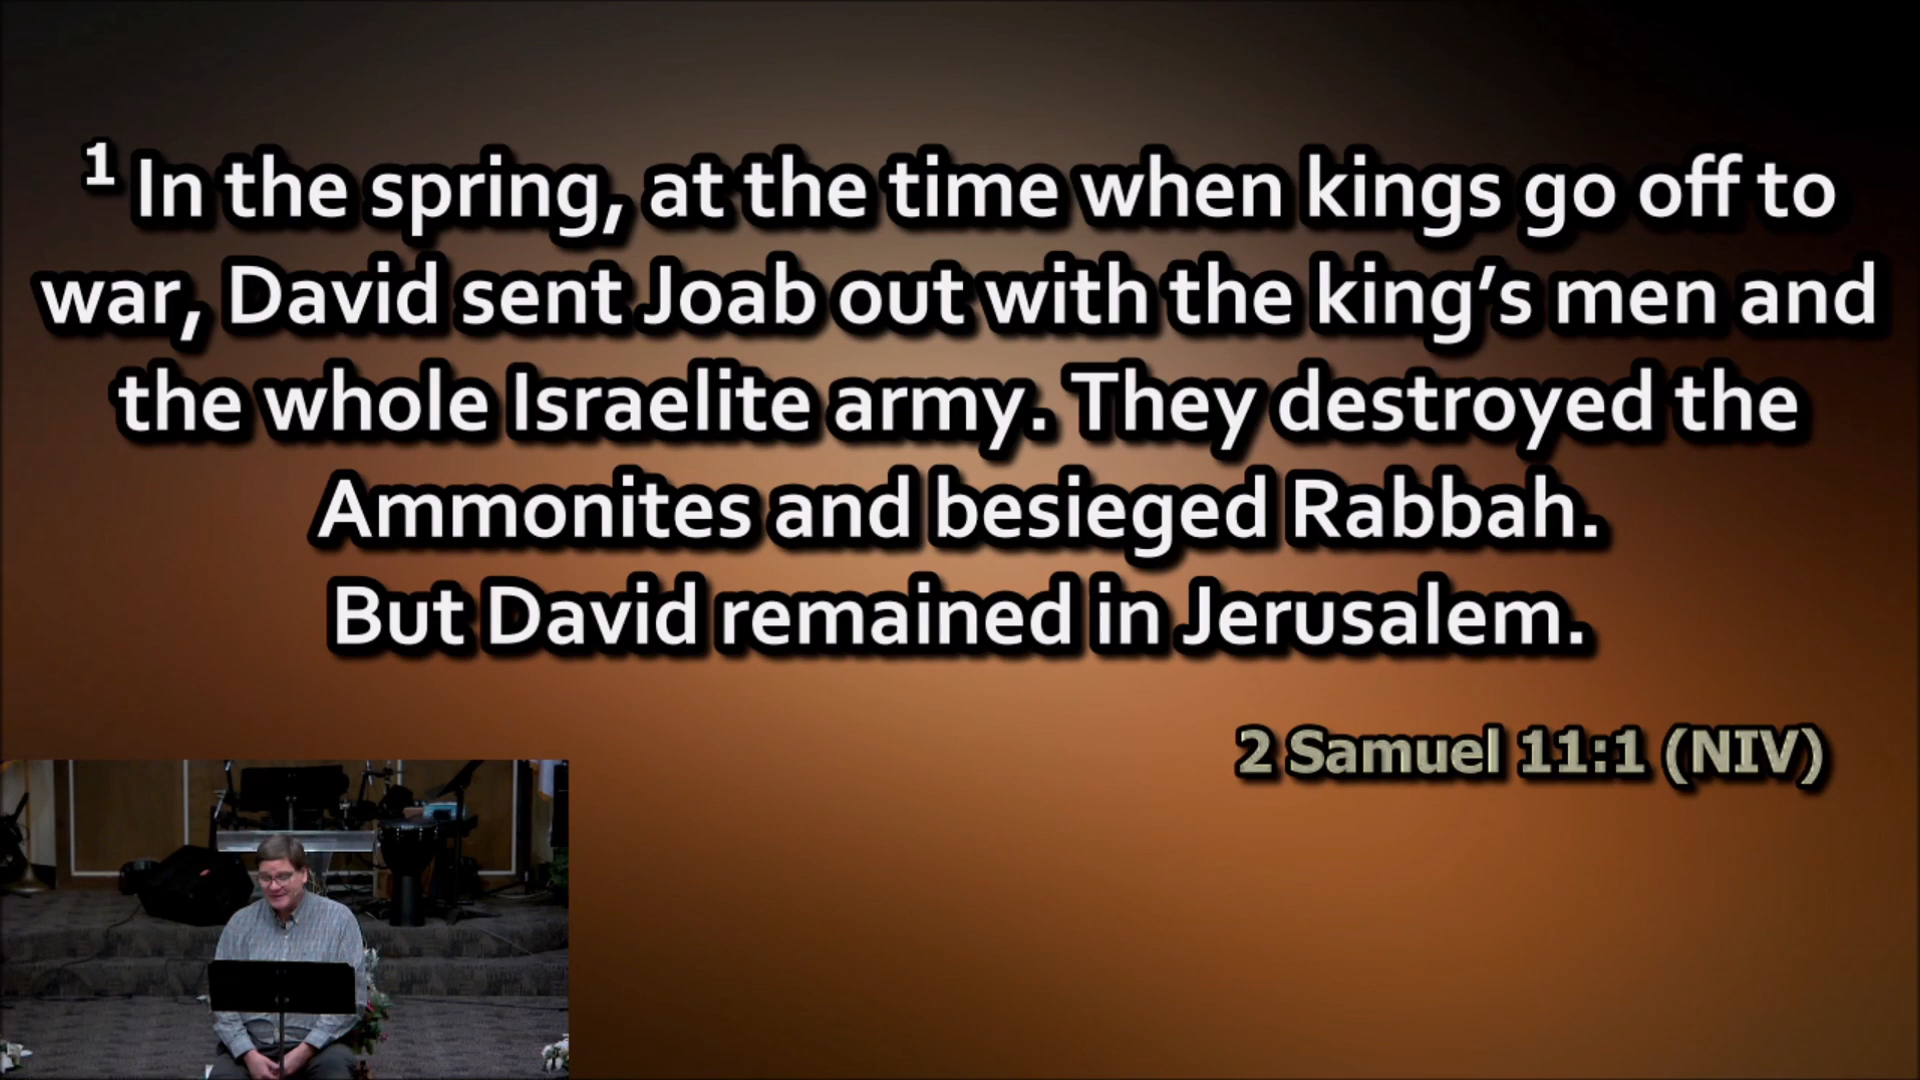 1 In the spring, at the time when kings go off to
war, David sent Joab out with the king’s men and
the whole Israelite army. They destroyed the
Ammonites and besieged Rabbah.
But David remained in Jerusalem.
2 Samuel 11:1 (NIV)